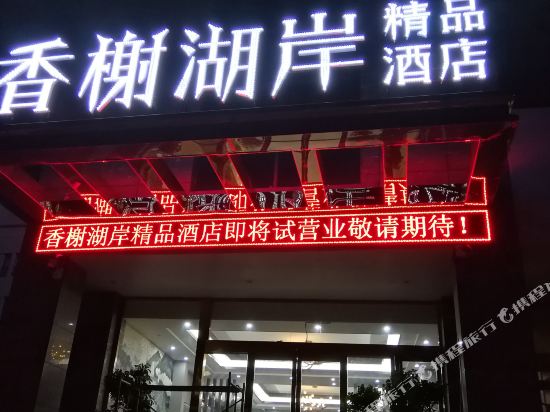 香榭湖岸 精品
酒店
香榭湖岸精品酒店即将试营业敬请期待！
携程旅行